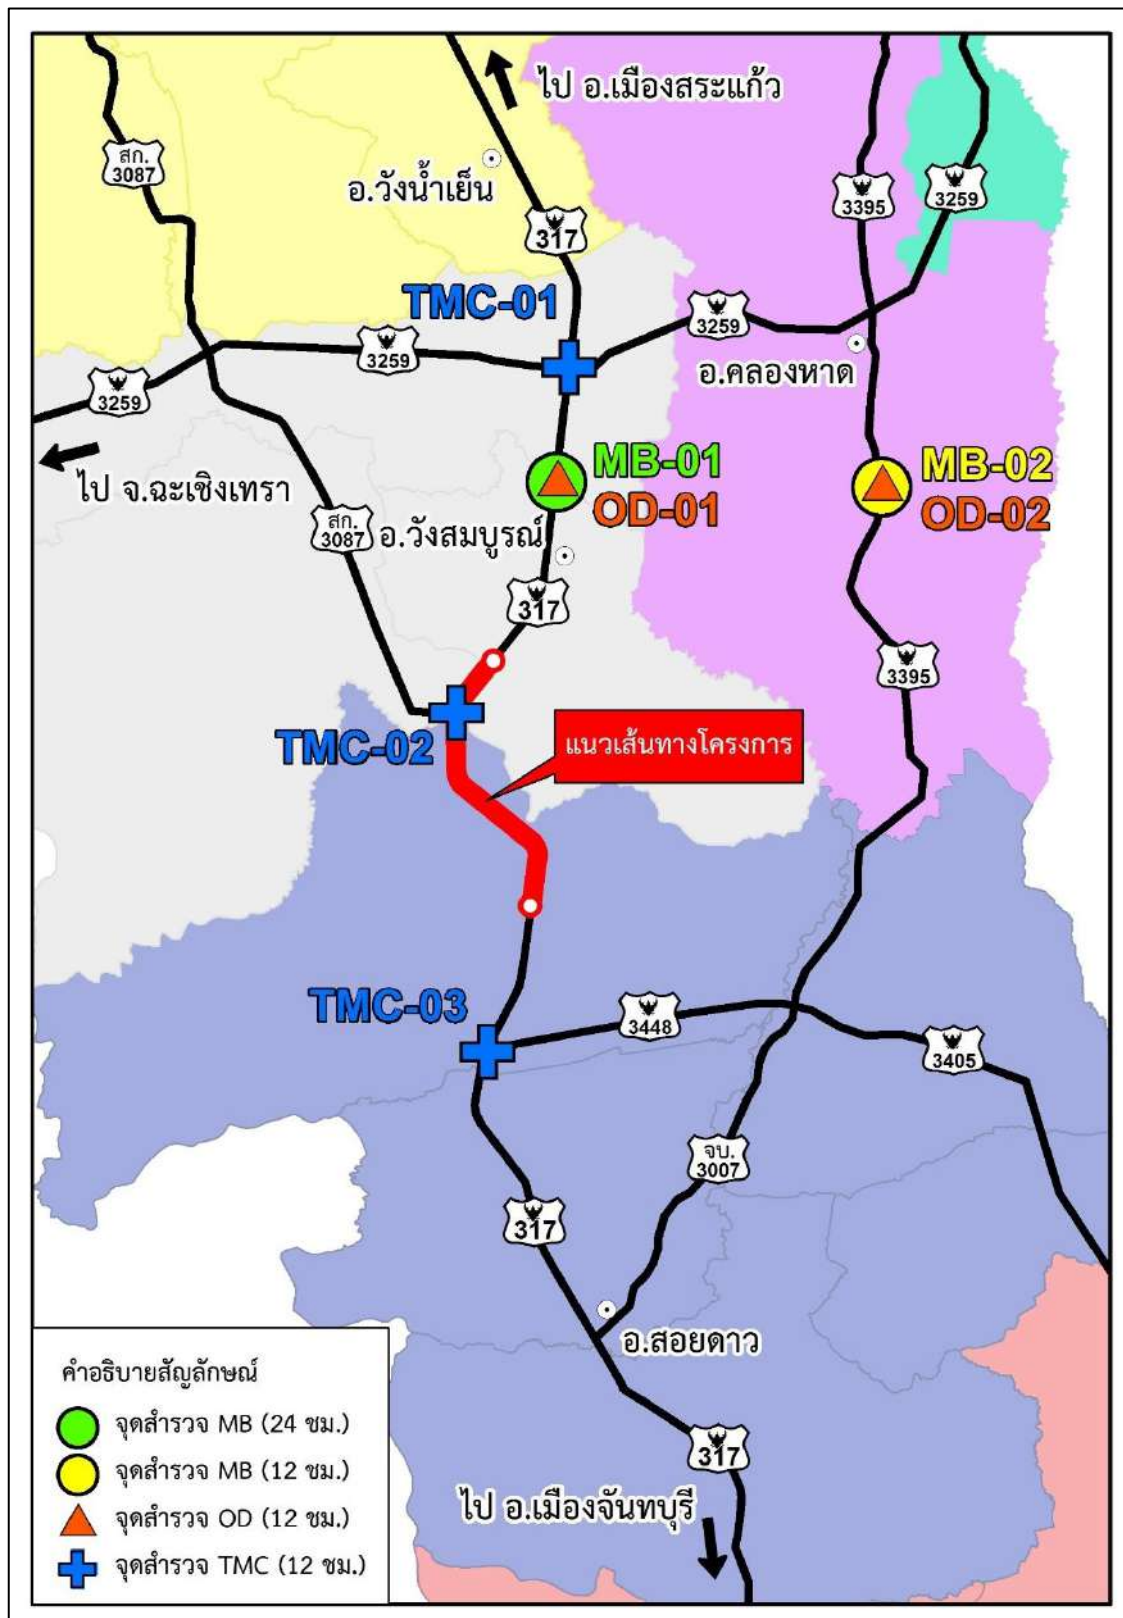 ไป อ.เมืองสระแก้ว
สก.
3087
อ.วังน้ำเย็น
3395
3259
317
TMC-01
3259
3259
3259
อ.คลองหาด
ไป จ.ฉะเชิงเทรา
MB-01
OD-01
MB-02
OD-02
สก.
3087
อ.วังสมบูรณ์
317
3395
TMC-02
แนวเส้นทางโครงการ
TMC-03
3448
3405
จบ.
3007
317
อ.สอยดาว
317
ไป อ.เมืองจันทบุรี
คำอธิบายสัญลักษณ์
จุดสำรวจ MB (24 ชม.)
จุดสำรวจ MB (12 ชม.)
จุดสำรวจ OD (12 ชม.)
จุดสำรวจ TMC (12 ชม.)